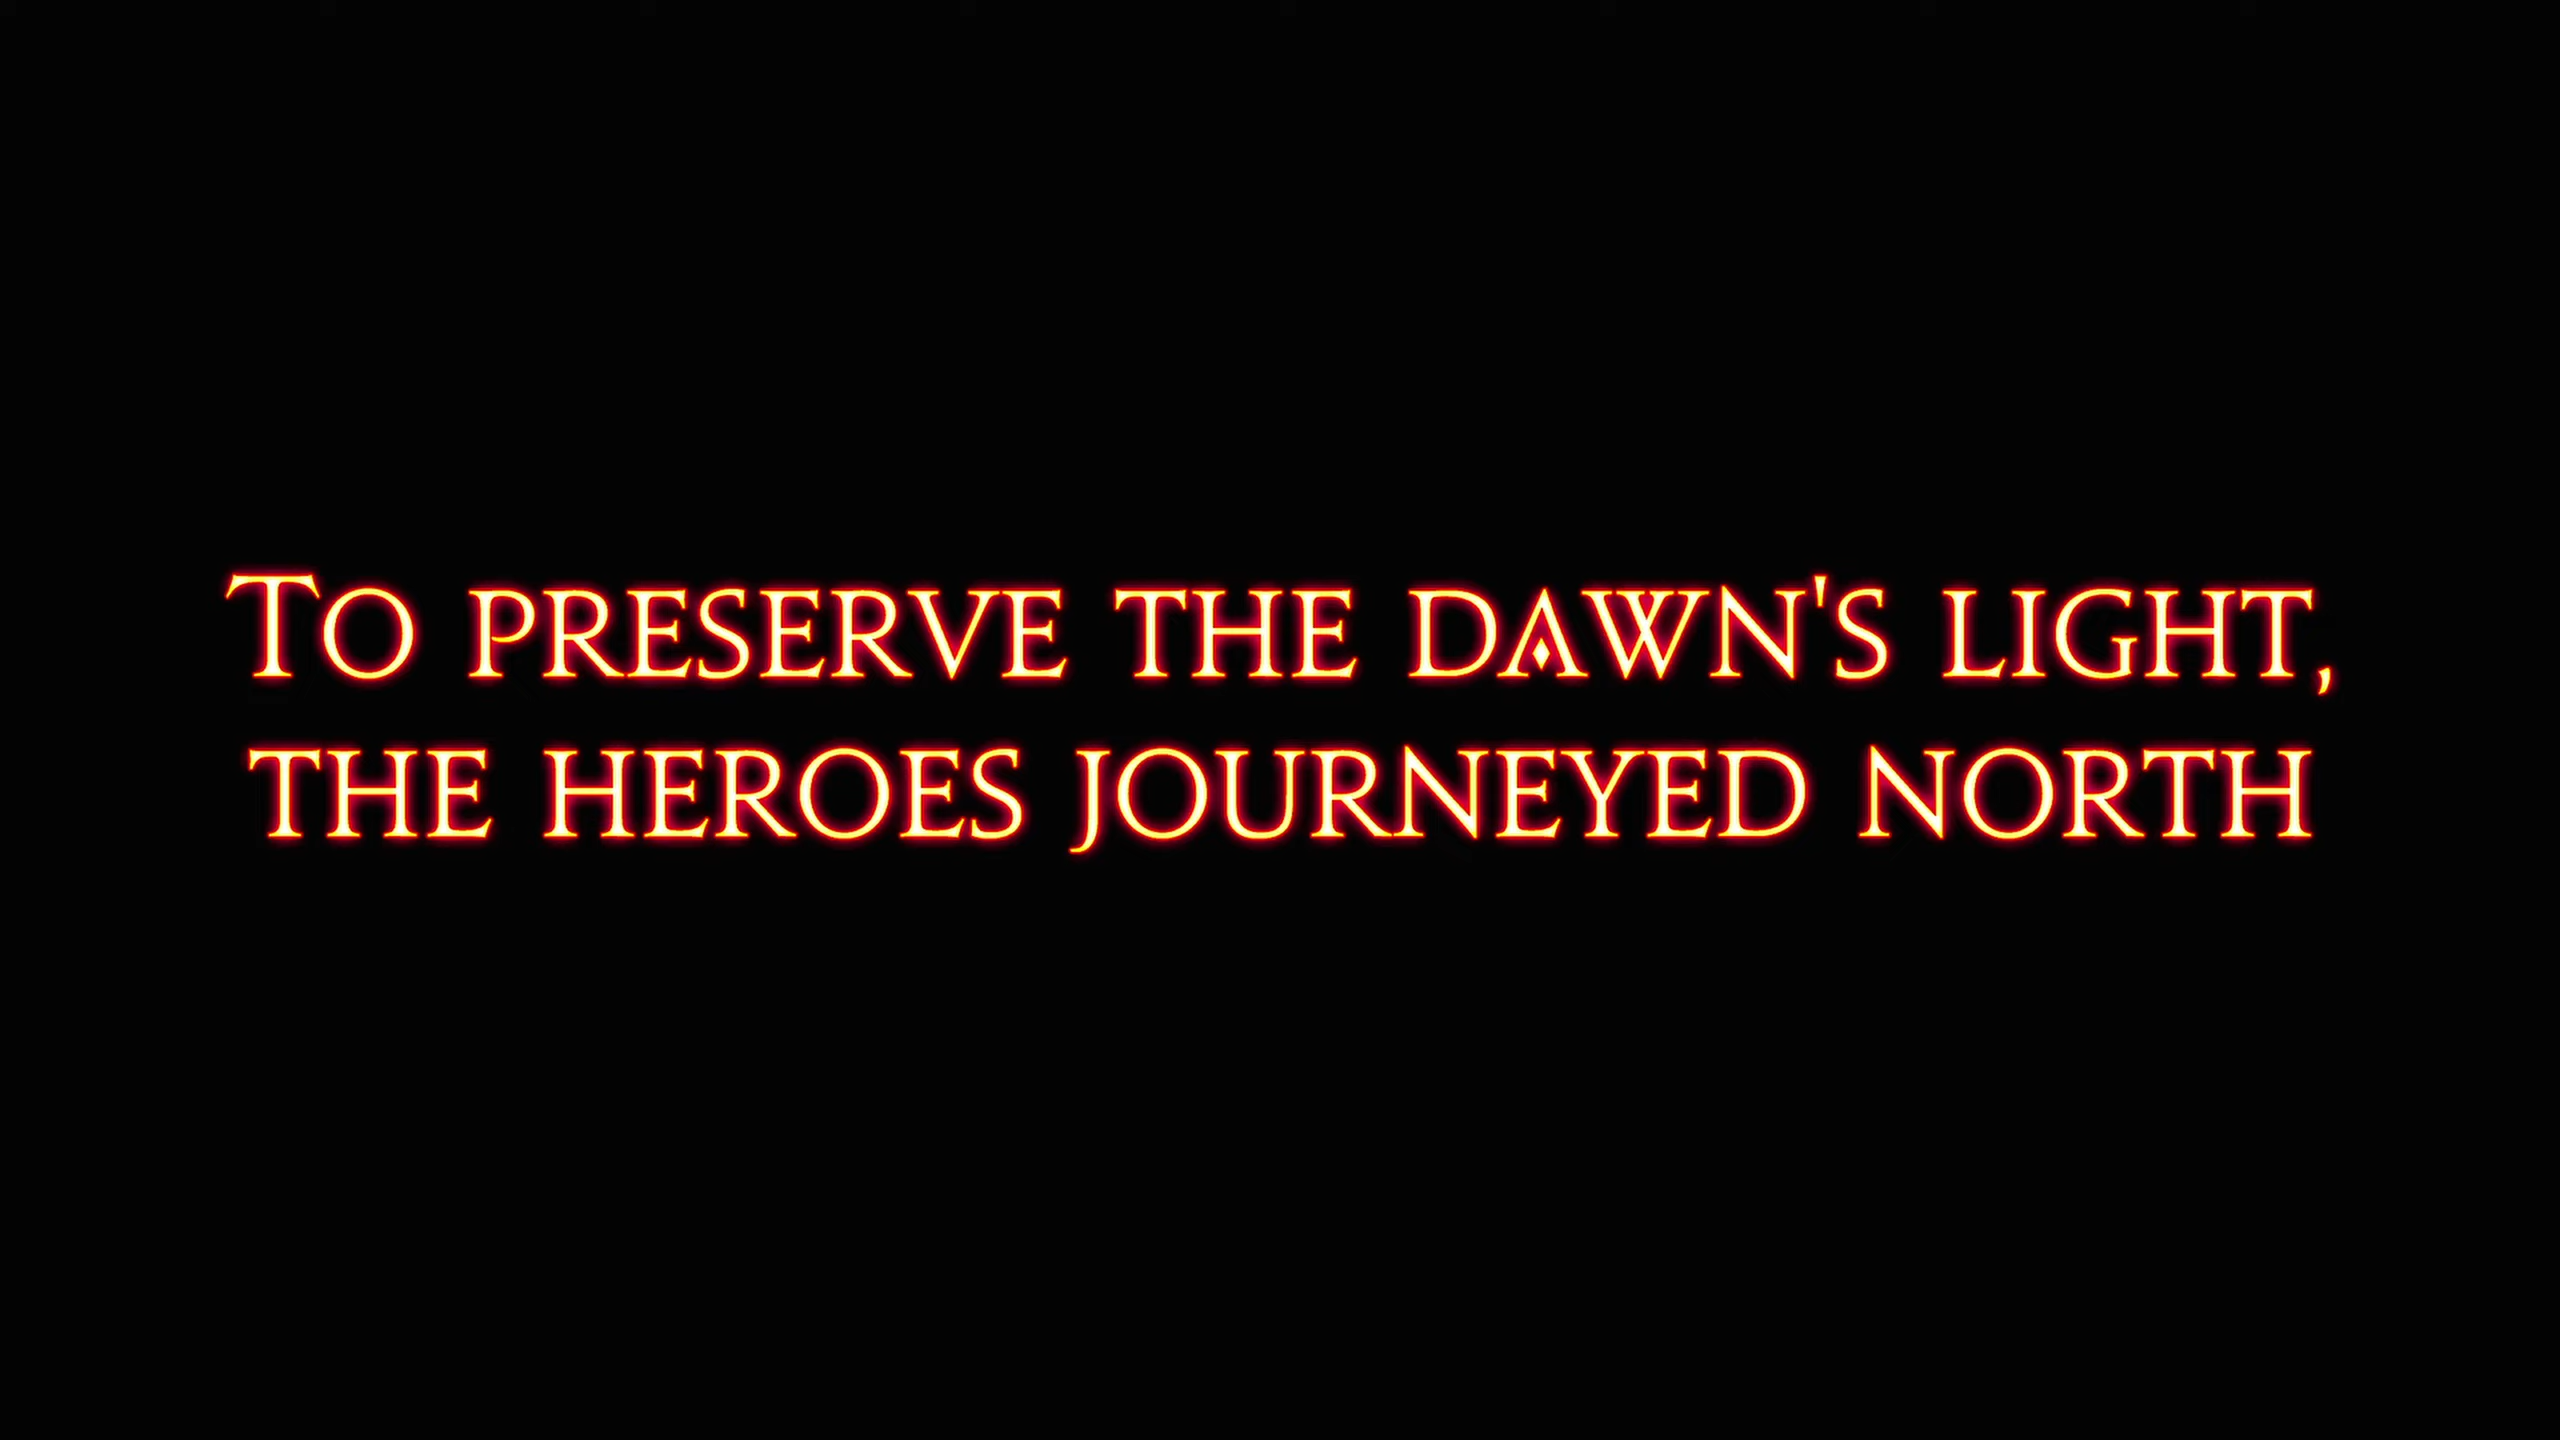 To preserve the dawn's light,
the heroes journeyed north